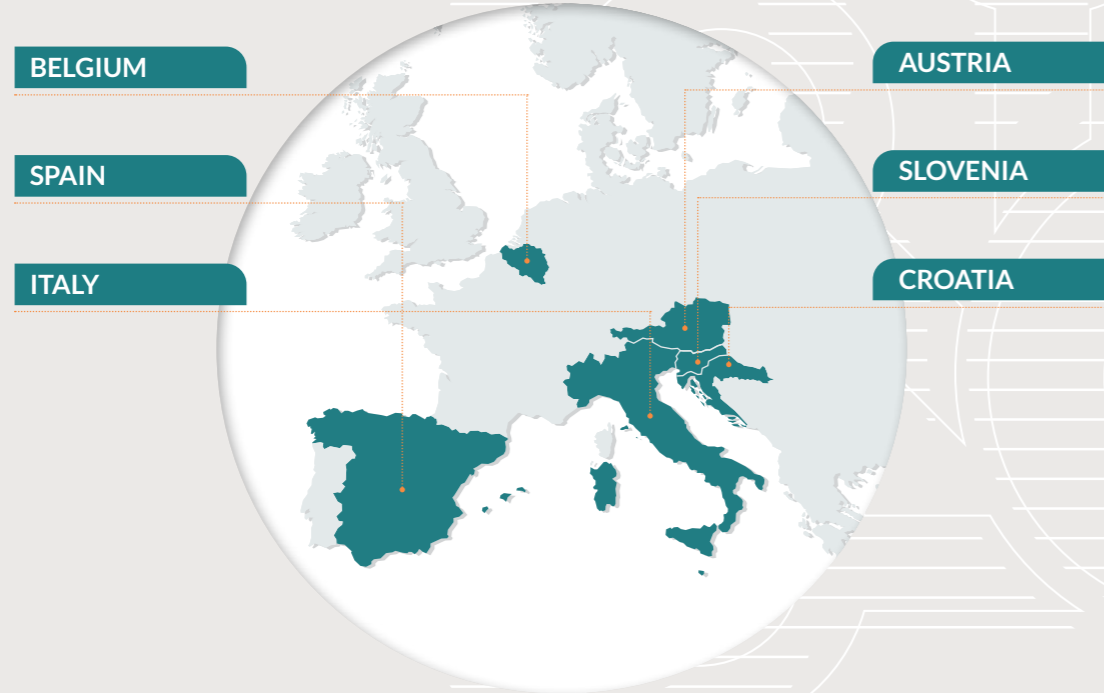 BELGIUM
SPAIN
ITALY
AUSTRIA
SLOVENIA
CROATIA